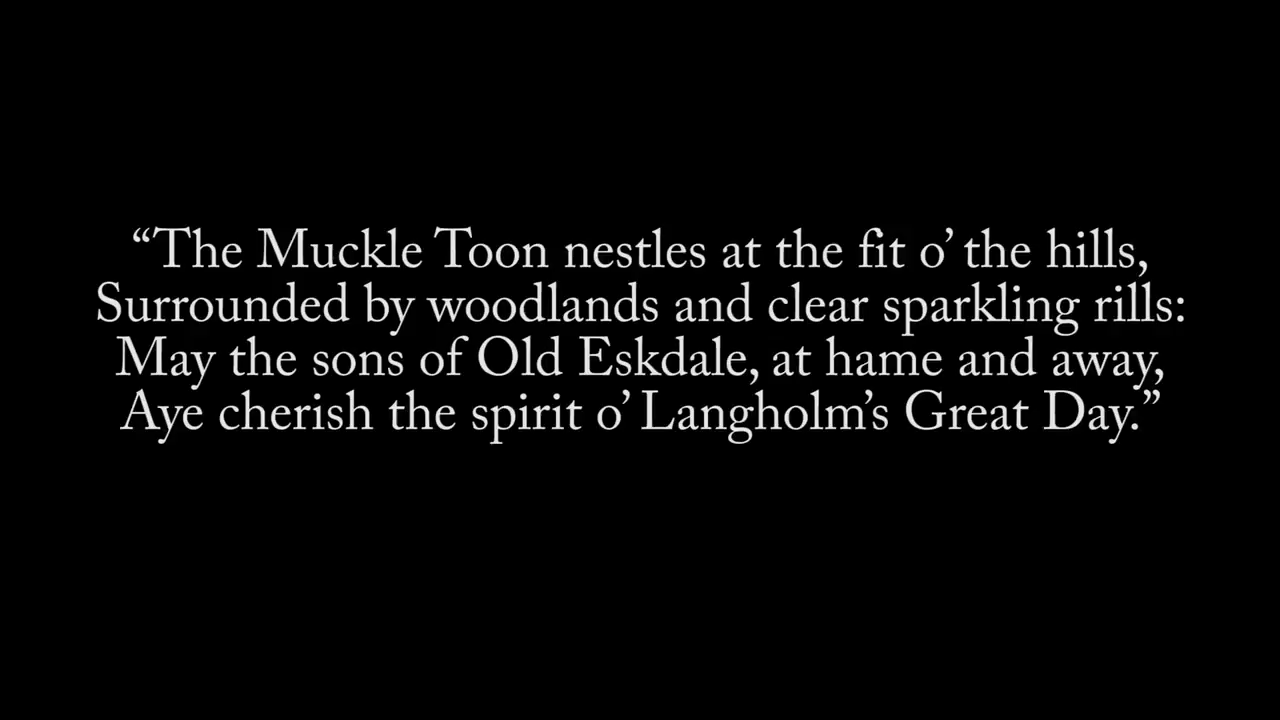 “The Muckle Toon nestles at the fit o’ the hills,
Surrounded by woodlands and clear sparkling rills:
May the sons of Old Eskdale, at hame and away,
Aye cherish the spirit o’ Langholm’s Great Day.”